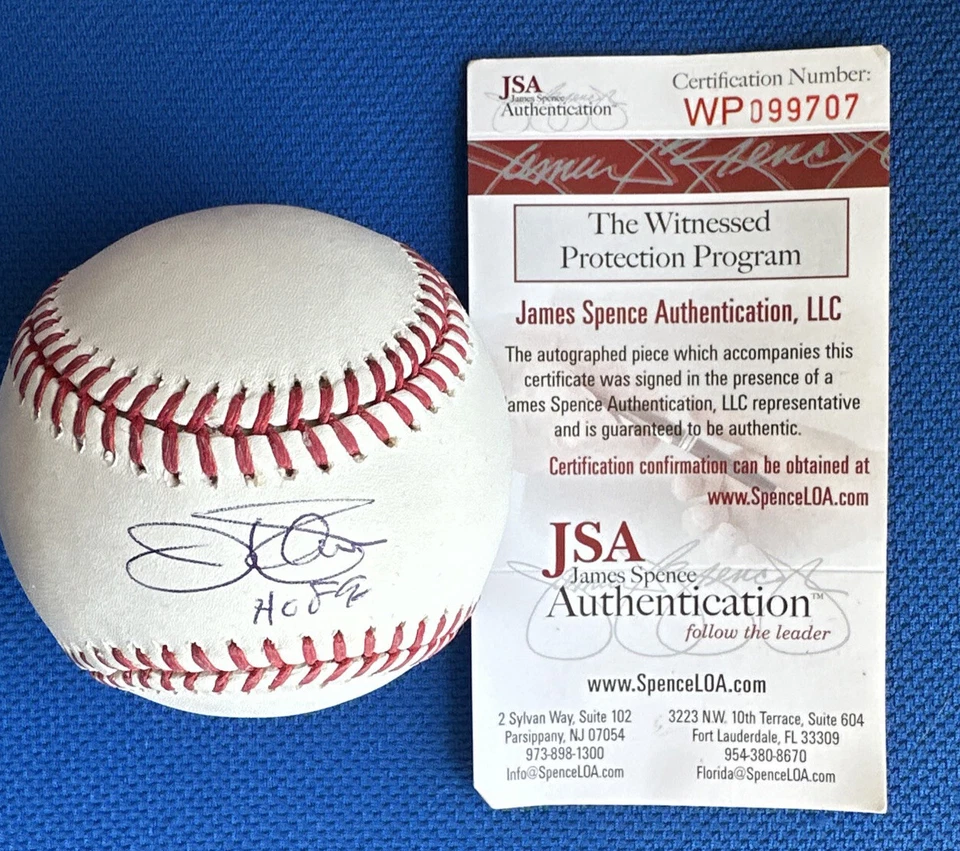 JSA
James Spence
Authentication
Certification Number:
WP099707
The Witnessed
Protection Program
James Spence Authentication, LLC
The autographed piece which accompanies this
certificate was signed in the presence of a
ames Spence Authentication, LLC representative
and is guaranteed to be authentic.
Certification confirmation can be obtained at
www.SpenceLOA.com
JSA
James Spence
Authentication™
follow the leader
www.SpenceLOA.com
2 Sylvan Way, Suite 102
Parsippany, NJ 07054
973-898-1300
Info@SpenceLOA.com
3223 N.W. 10th Terrace, Suite 604
Fort Lauderdale, FL 33309
954-380-8670
Florida@SpenceLOA.com